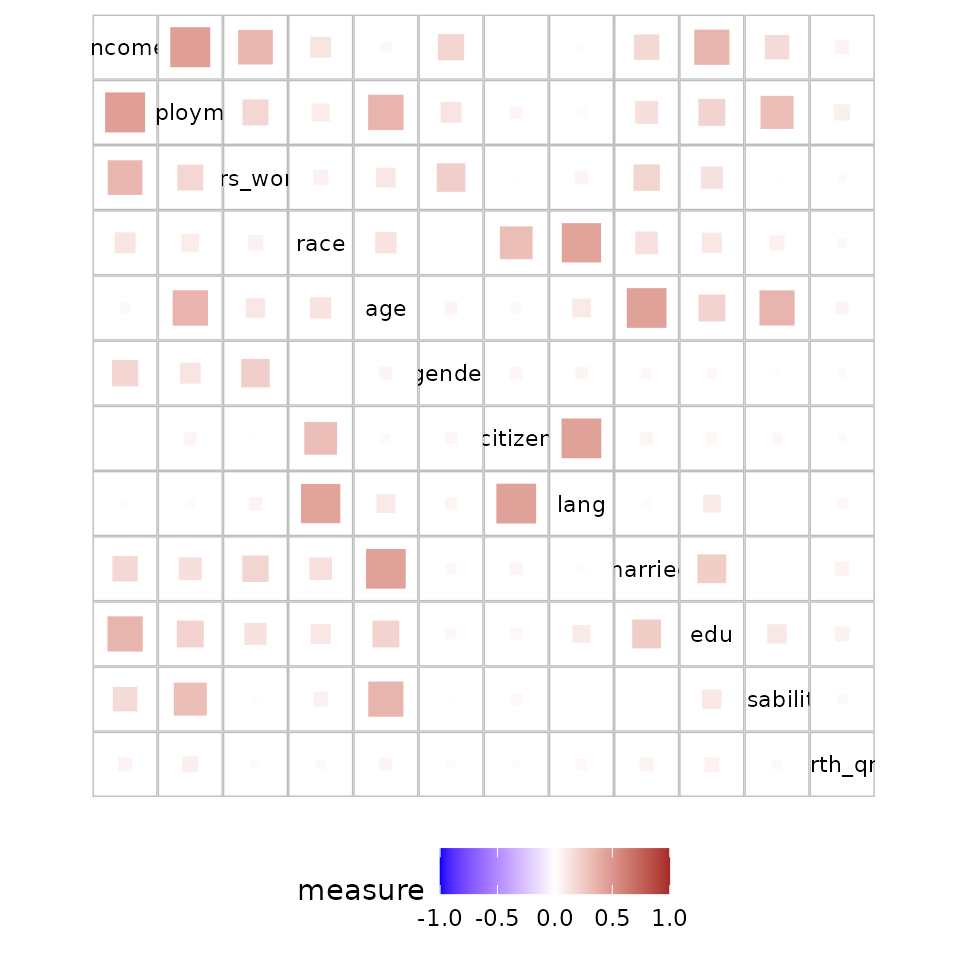 ncome
ploym
rs_wor
race
age
gende
citizen
lang
narrie
edu
sabilit
rth_qr
measure
-1.0 -0.5 0.0 0.5 1.0